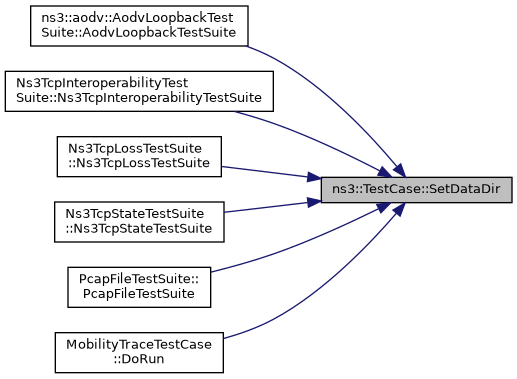 ns3::aodv::AodvLoopbackTest
Suite::AodvLoopbackTestSuite
Ns3TcpInteroperabilityTest
Suite::Ns3TcpInteroperabilityTestSuite
Ns3TcpLossTestSuite
::Ns3TcpLossTestSuite
ns3::TestCase::SetDataDir
Ns3TcpStateTestSuite
::Ns3TcpStateTestSuite
PcapFileTestSuite::
PcapFileTestSuite
MobilityTraceTestCase
::DoRun